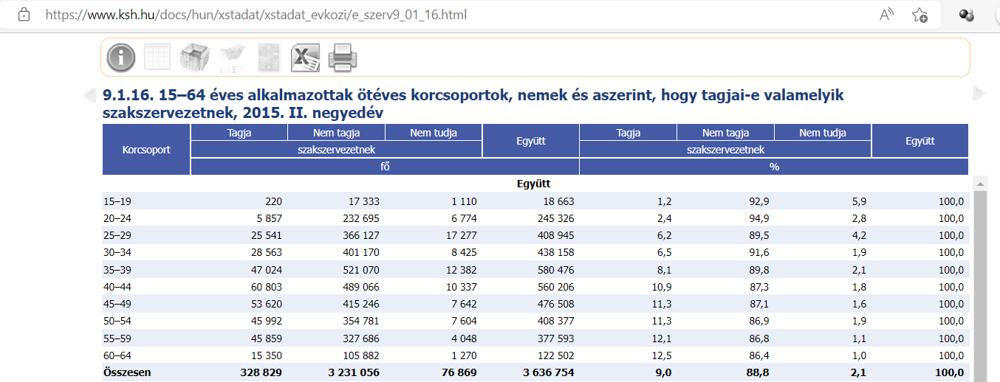 https://www.ksh.hu/docs/hun/xstadat/xstadat_evkozi/e_szerv9_01_16.html
9.1.16. 15–64 éves alkalmazottak ötéves korcsoportok, nemek és aszerint, hogy tagjai-e valamelyik
szakszervezetnek, 2015. II. negyedév
Korcsoport Tagja Nem tagja Nem tudja Együtt Tagja Nem tagja Nem tudja Együtt
szakszervezetnek szakszervezetnek
fő %
Együtt
15–19 220 17 333 1 110 18 663 1,2 92,9 5,9 100,0
20–24 5 857 232 695 6 774 245 326 2,4 94,9 2,8 100,0
25–29 25 541 366 127 17 277 408 945 6,2 89,5 4,2 100,0
30–34 28 563 401 170 8 425 438 158 6,5 91,6 1,9 100,0
35–39 47 024 521 070 12 382 580 476 8,1 89,8 2,1 100,0
40–44 60 803 489 066 10 337 560 206 10,9 87,3 1,8 100,0
45–49 53 620 415 246 7 642 476 508 11,3 87,1 1,6 100,0
50–54 45 992 354 781 7 604 408 377 11,3 86,9 1,9 100,0
55–59 45 859 327 686 4 048 377 593 12,1 86,8 1,1 100,0
60–64 15 350 105 882 1 270 122 502 12,5 86,4 1,0 100,0
Összesen 328 829 3 231 056 76 869 3 636 754 9,0 88,8 2,1 100,0